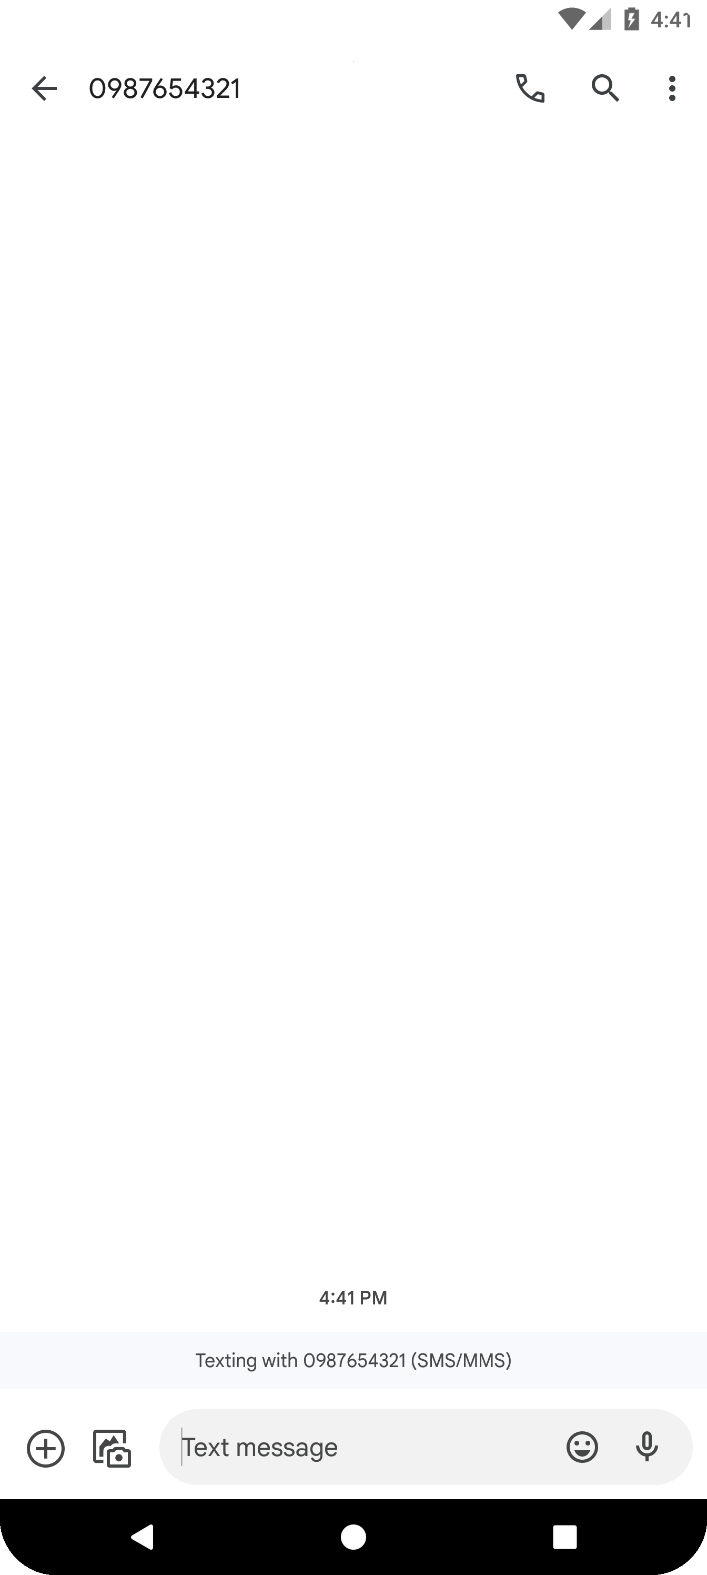 4:41
0987654321
4:41 PM
Texting with 0987654321 (SMS/MMS)
Text message